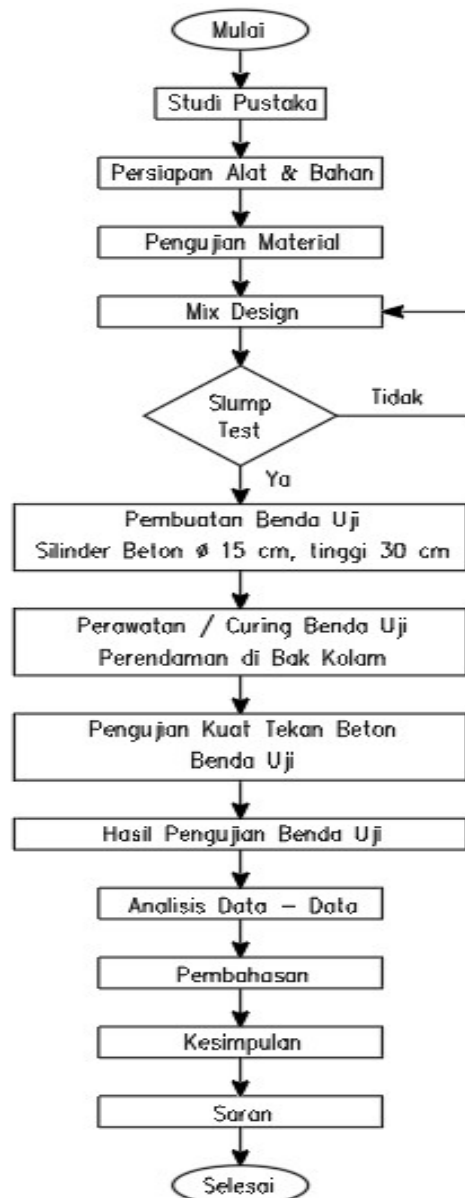 Mulai
Studi Pustaka
Persiapan Alat & Bahan
Pengujian Material
Mix Design
Slump
Test
Tidak
Ya
Pembuatan Benda Uji
Silinder Beton ø 15 cm, tinggi 30 cm
Perawatan / Curing Benda Uji
Perendaman di Bak Kolam
Pengujian Kuat Tekan Beton
Benda Uji
Hasil Pengujian Benda Uji
Analisis Data – Data
Pembahasan
Kesimpulan
Saran
Selesai